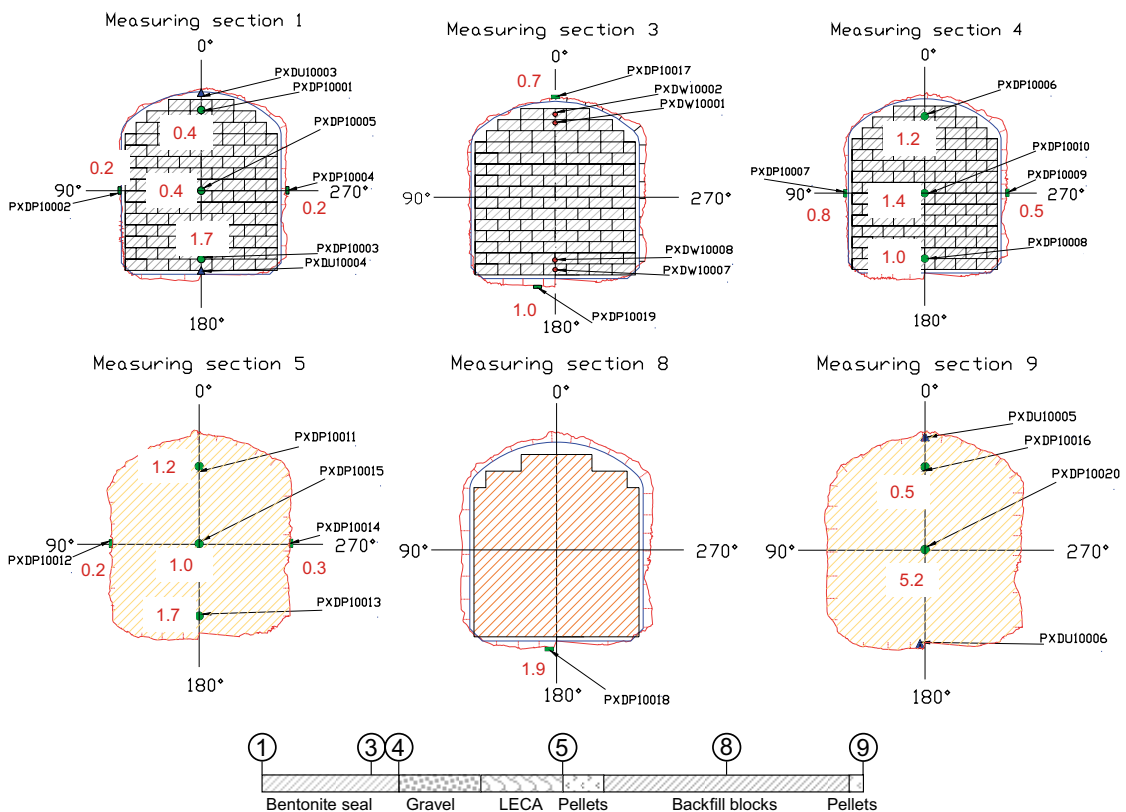 Measuring section 1
0°
PXDU10003
PXDP10001
PXDP10005
0.4
0.2
0.4
90°
270°
PXDP10004
PXDP10002
0.2
1.7
PXDP10003
PXDU10004
180°
Measuring section 3
0°
0.7
PXDP10017
PXDW10002
PXDW10001
90°
270°
PXDW10008
PXDW10007
1.0
PXDP10019
180°
Measuring section 4
0°
PXDP10006
1.2
PXDP10010
PXDP10007
PXDP10009
90°
270°
1.4
0.8
0.5
PXDP10008
1.0
180°
Measuring section 5
0°
PXDP10011
1.2
PXDP10015
PXDP10014
90°
270°
PXDP10012
0.2
1.0
0.3
PXDP10013
1.7
180°
Measuring section 8
0°
90°
270°
1.9
PXDP10018
180°
Measuring section 9
0°
PXDU10005
PXDP10016
PXDP10020
0.5
90°
270°
5.2
PXDU10006
180°
1 3 4 5 8 9
Bentonite seal Gravel LECA Pellets Backfill blocks Pellets